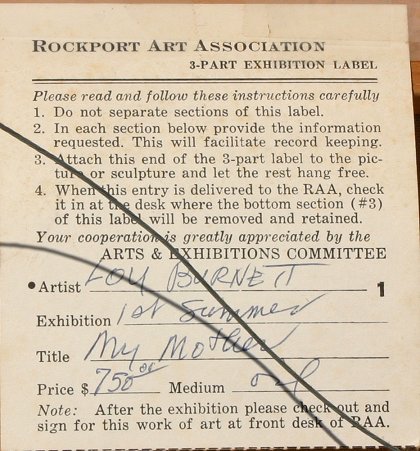 ROCKPORT ART ASSOCIATION
3-PART EXHIBITION LABEL
Please read and follow these instructions carefully
1. Do not separate sections of this label.
2. In each section below provide the information
requested. This will facilitate record keeping.
3. Attach this end of the 3-part label to the pic-
ture or sculpture and let the rest hang free.
4. When this entry is delivered to the RAA, check
it in at the desk where the bottom section (#3)
of this label will be removed and retained.
Your cooperation is greatly appreciated by the
ARTS & EXHIBITIONS COMMITTEE
• Artist LOU BURNETT 1
Exhibition 1st Summer
Title My Mother
Price $ 750 00 Medium oil
Note: After the exhibition please check out and
sign for this work of art at front desk of RAA.